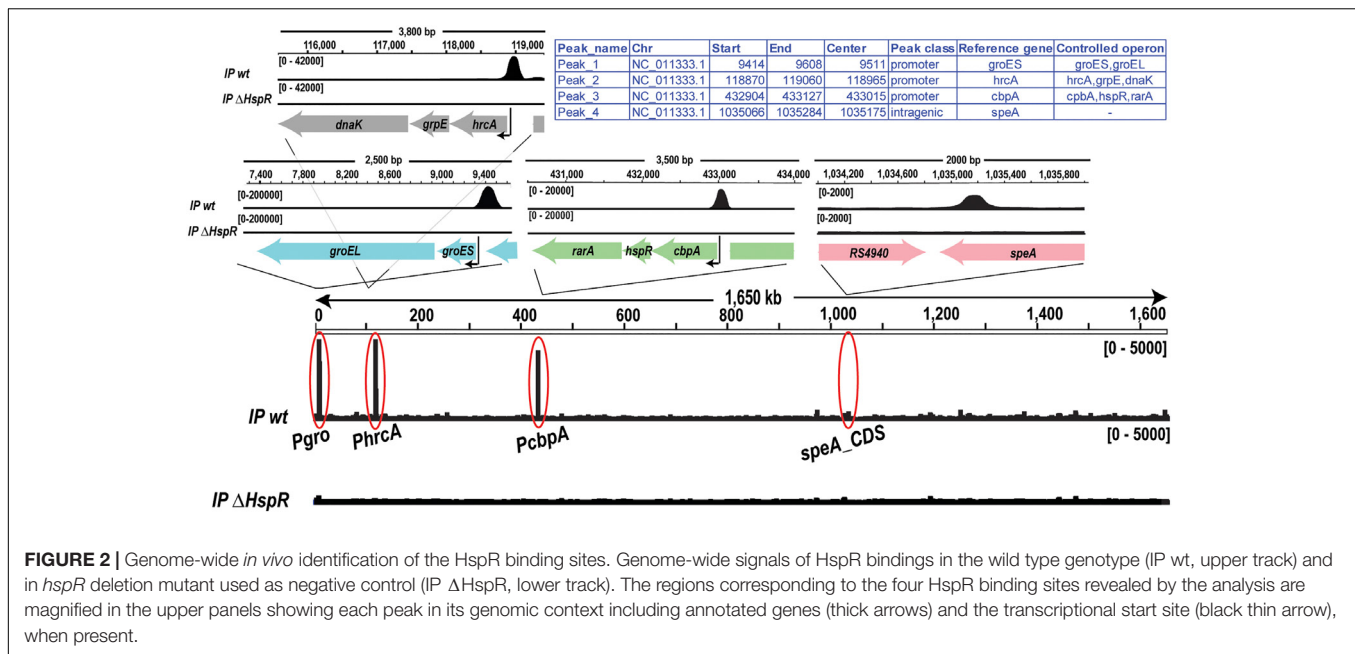 3,800 bp
116,000 117,000 118,000 119,000
[0 - 42000]
IP wt
[0 - 42000]
IP ΔHspR
dnaK grpE hrcA
Peak_name Chr Start End Center Peak class Reference gene Controlled operon
Peak_1 NC_011333.1 9414 9608 9511 promoter groES groES,groEL
Peak_2 NC_011333.1 118870 119060 118965 promoter hrcA hrcA,grpE,dnaK
Peak_3 NC_011333.1 432904 433127 433015 promoter cbpA cpbA,hspR,rarA
Peak_4 NC_011333.1 1035066 1035284 1035175 intragenic speA -
2,500 bp
7,400 7,800 8,200 8,600 9,000 9,400
[0-200000]
IP wt
[0-200000]
IP ΔHspR
groEL groES
3,500 bp
431,000 432,000 433,000 434,000
[0 - 20000]
[0 - 20000]
rarA hspR cbpA
2000 bp
1,034,200 1,034,600 1,035,000 1,035,400 1,035,800
[0-2000]
[0-2000]
RS4940 speA
1,650 kb
0 200 400 600 800 1,000 1,200 1,400 1,600
[0 - 5000]
IP wt
Pgro PhrcA PcbpA speA_CDS
[0 - 5000]
IP ΔHspR
FIGURE 2 | Genome-wide in vivo identification of the HspR binding sites. Genome-wide signals of HspR bindings in the wild type genotype (IP wt, upper track) and
in hspR deletion mutant used as negative control (IP ΔHspR, lower track). The regions corresponding to the four HspR binding sites revealed by the analysis are
magnified in the upper panels showing each peak in its genomic context including annotated genes (thick arrows) and the transcriptional start site (black thin arrow),
when present.